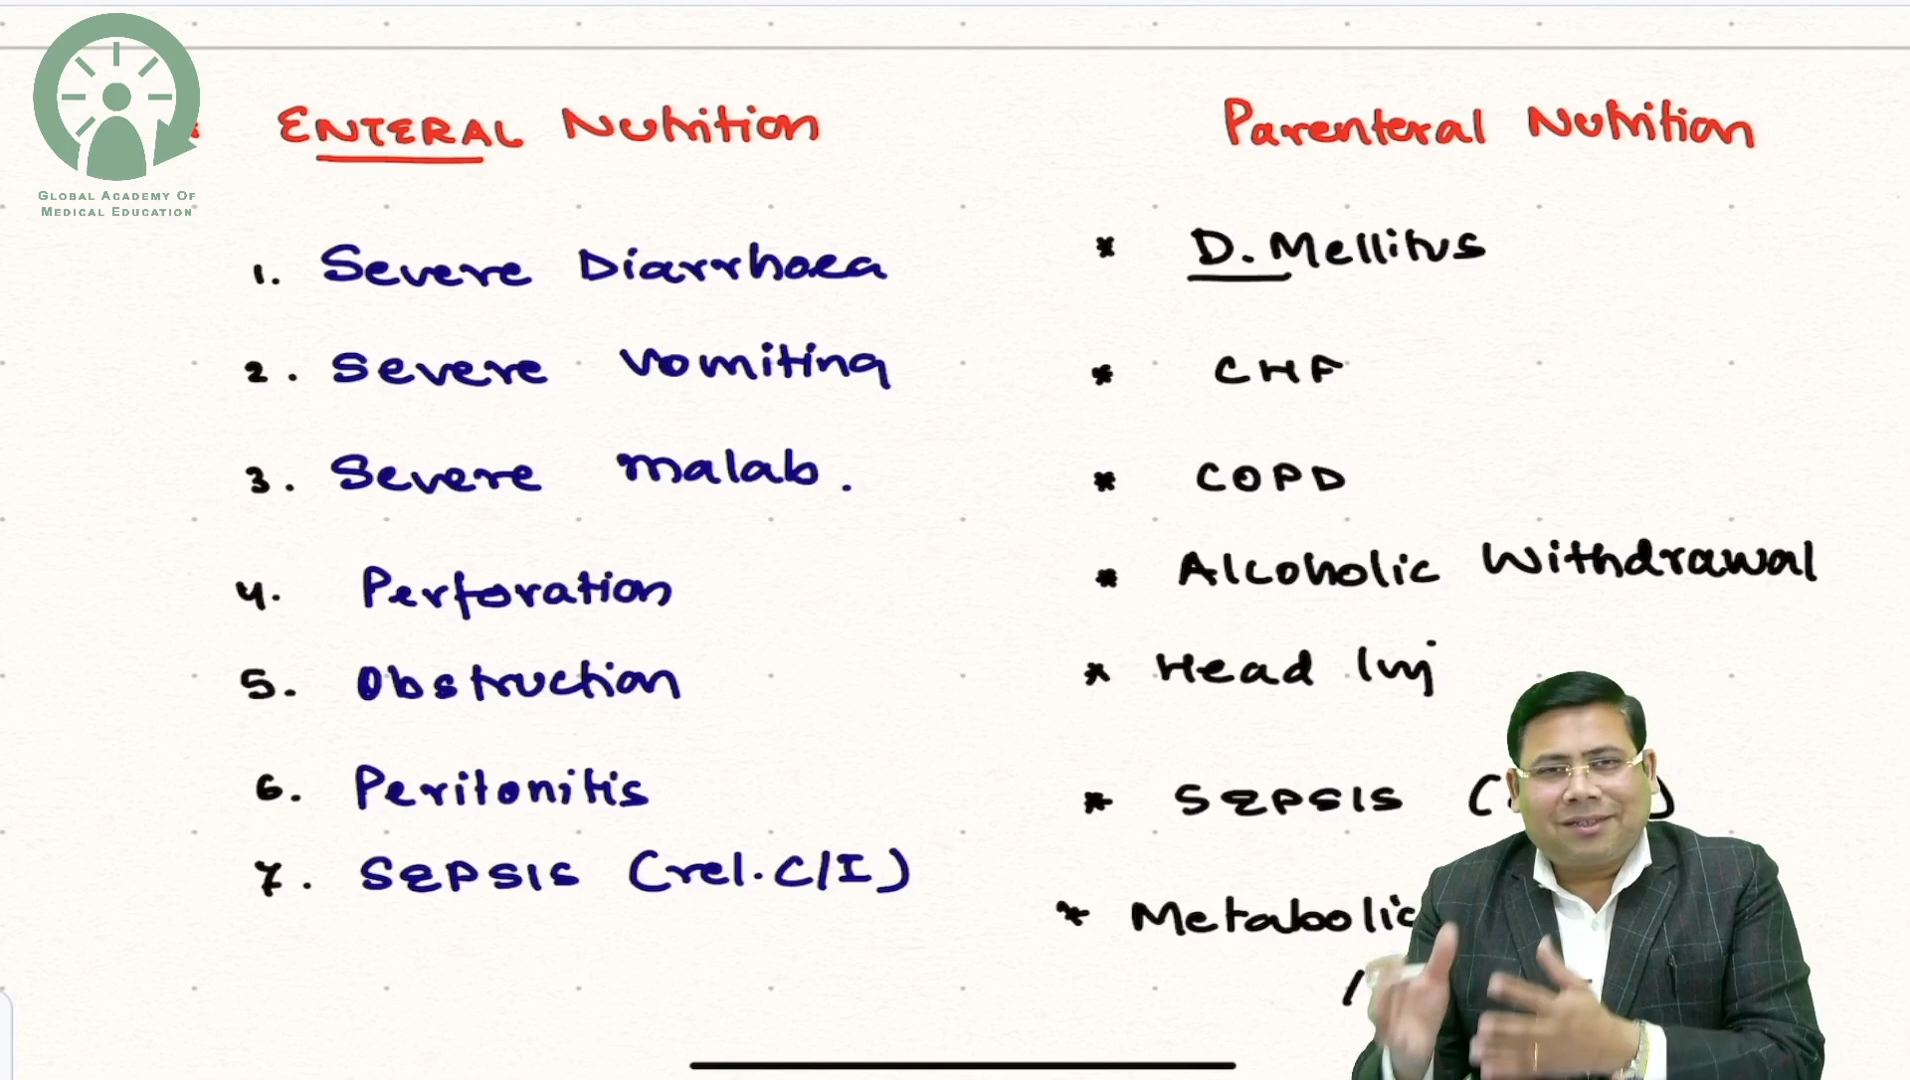 GLOBAL ACADEMY OF
MEDICAL EDUCATION
ENTERAL Nutrition
1. Severe Diarrhoea
2. Severe vomiting
3. Severe malab.
4. Perforation
5. Obstruction
6. Peritonitis
7. SEPSIS (rel. C/I)
Parenteral Nutrition
* D. Mellitus
* CHF
* COPD
* Alcoholic Withdrawal
* Head Inj
* SEPSIS
* Metabolic